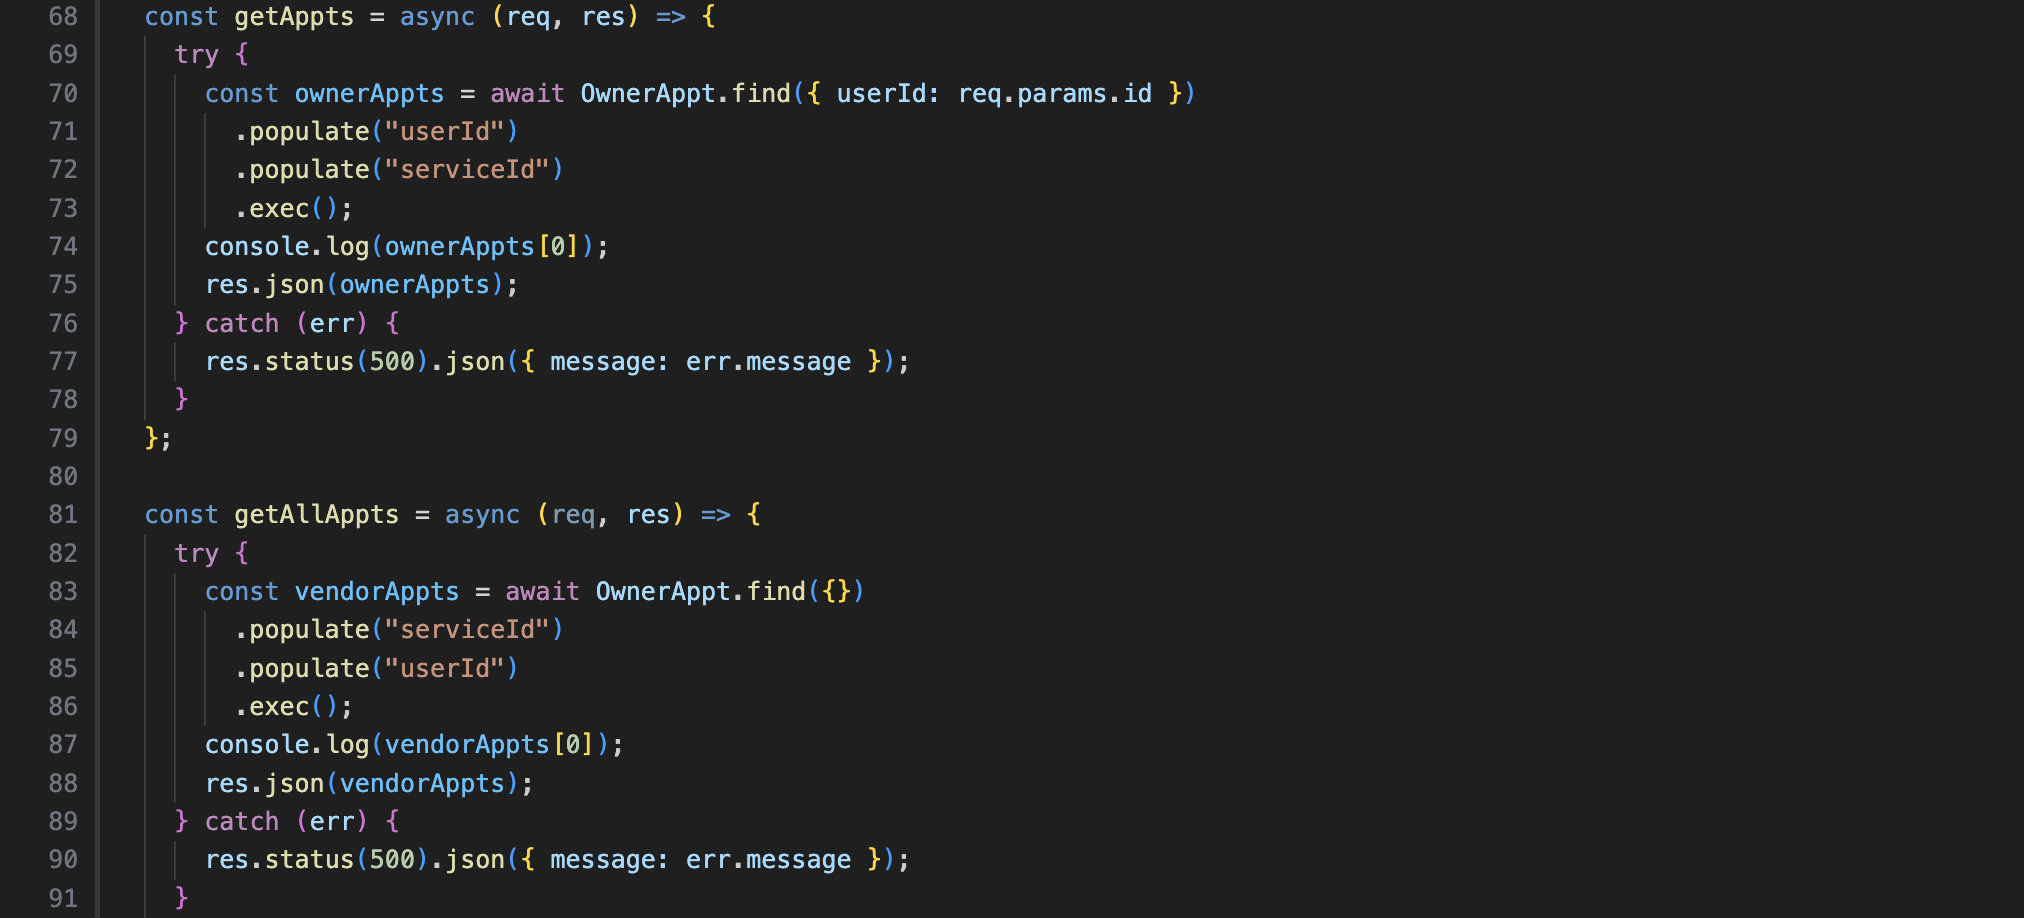 68 const getAppts = async (req, res) => {
69 try {
70 const ownerAppts = await OwnerAppt.find({ userId: req.params.id })
71 .populate("userId")
72 .populate("serviceId")
73 .exec();
74 console.log(ownerAppts[0]);
75 res.json(ownerAppts);
76 } catch (err) {
77 res.status(500).json({ message: err.message });
78 }
79 };
80
81 const getAllAppts = async (req, res) => {
82 try {
83 const vendorAppts = await OwnerAppt.find({})
84 .populate("serviceId")
85 .populate("userId")
86 .exec();
87 console.log(vendorAppts[0]);
88 res.json(vendorAppts);
89 } catch (err) {
90 res.status(500).json({ message: err.message });
91 }